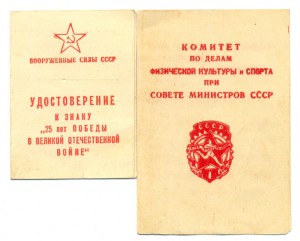 ВООРУЖЕННЫЕ СИЛЫ СССР
УДОСТОВЕРЕНИЕ
К ЗНАКУ
„25 лет ПОБЕДЫ
В ВЕЛИКОЙ ОТЕЧЕСТВЕННОЙ
ВОЙНЕ"
КОМИТЕТ
ПО ДЕЛАМ
ФИЗИЧЕСКОЙ КУЛЬТУРЫ и СПОРТА
ПРИ
СОВЕТЕ МИНИСТРОВ СССР
СССР